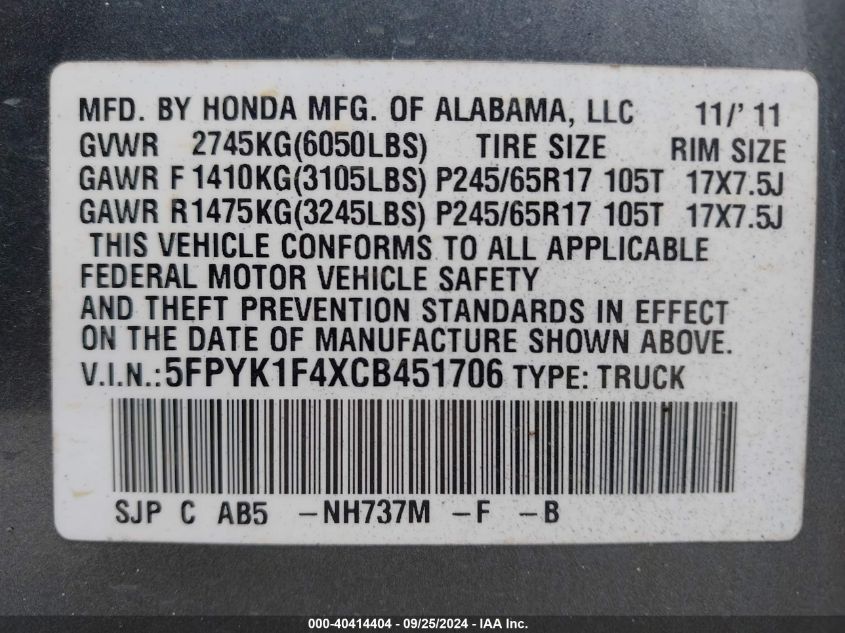 MFD. BY HONDA MFG. OF ALABAMA, LLC 11/' 11
GVWR 2745KG(6050LBS) TIRE SIZE RIM SIZE
GAWR F 1410KG(3105LBS) P245/65R17 105T 17X7.5J
GAWR R1475KG(3245LBS) P245/65R17 105T 17X7.5J
THIS VEHICLE CONFORMS TO ALL APPLICABLE
FEDERAL MOTOR VEHICLE SAFETY
AND THEFT PREVENTION STANDARDS IN EFFECT
ON THE DATE OF MANUFACTURE SHOWN ABOVE.
V.I.N.:5FPYK1F4XCB451706 TYPE: TRUCK
SJP C AB5 -NH737M -F -B
000-40414404 - 09/25/2024 - IAA Inc.